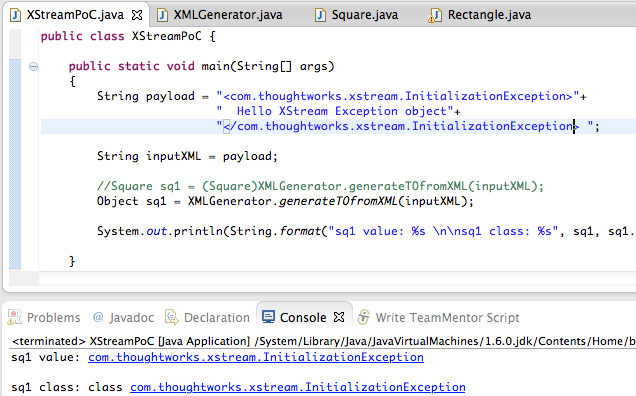 XStreamPoC.java XMLGenerator.java Square.java Rectangle.java
public class XStreamPoC {
public static void main(String[] args)
{
String payload = "<com.thoughtworks.xstream.InitializationException>"+
"  Hello XStream Exception object"+
"</com.thoughtworks.xstream.InitializationException> ";
String inputXML = payload;
//Square sq1 = (Square)XMLGenerator.generateTOfromXML(inputXML);
Object sq1 = XMLGenerator.generateTOfromXML(inputXML);
System.out.println(String.format("sq1 value: %s \n\nsq1 class: %s", sq1, sq1.
}
Problems @ Javadoc Declaration Console Write TeamMentor Script
<terminated> XStreamPoC [Java Application] /System/Library/Java/JavaVirtualMachines/1.6.0.jdk/Contents/Home/b
sq1 value: com.thoughtworks.xstream.InitializationException
sq1 class: class com.thoughtworks.xstream.InitializationException